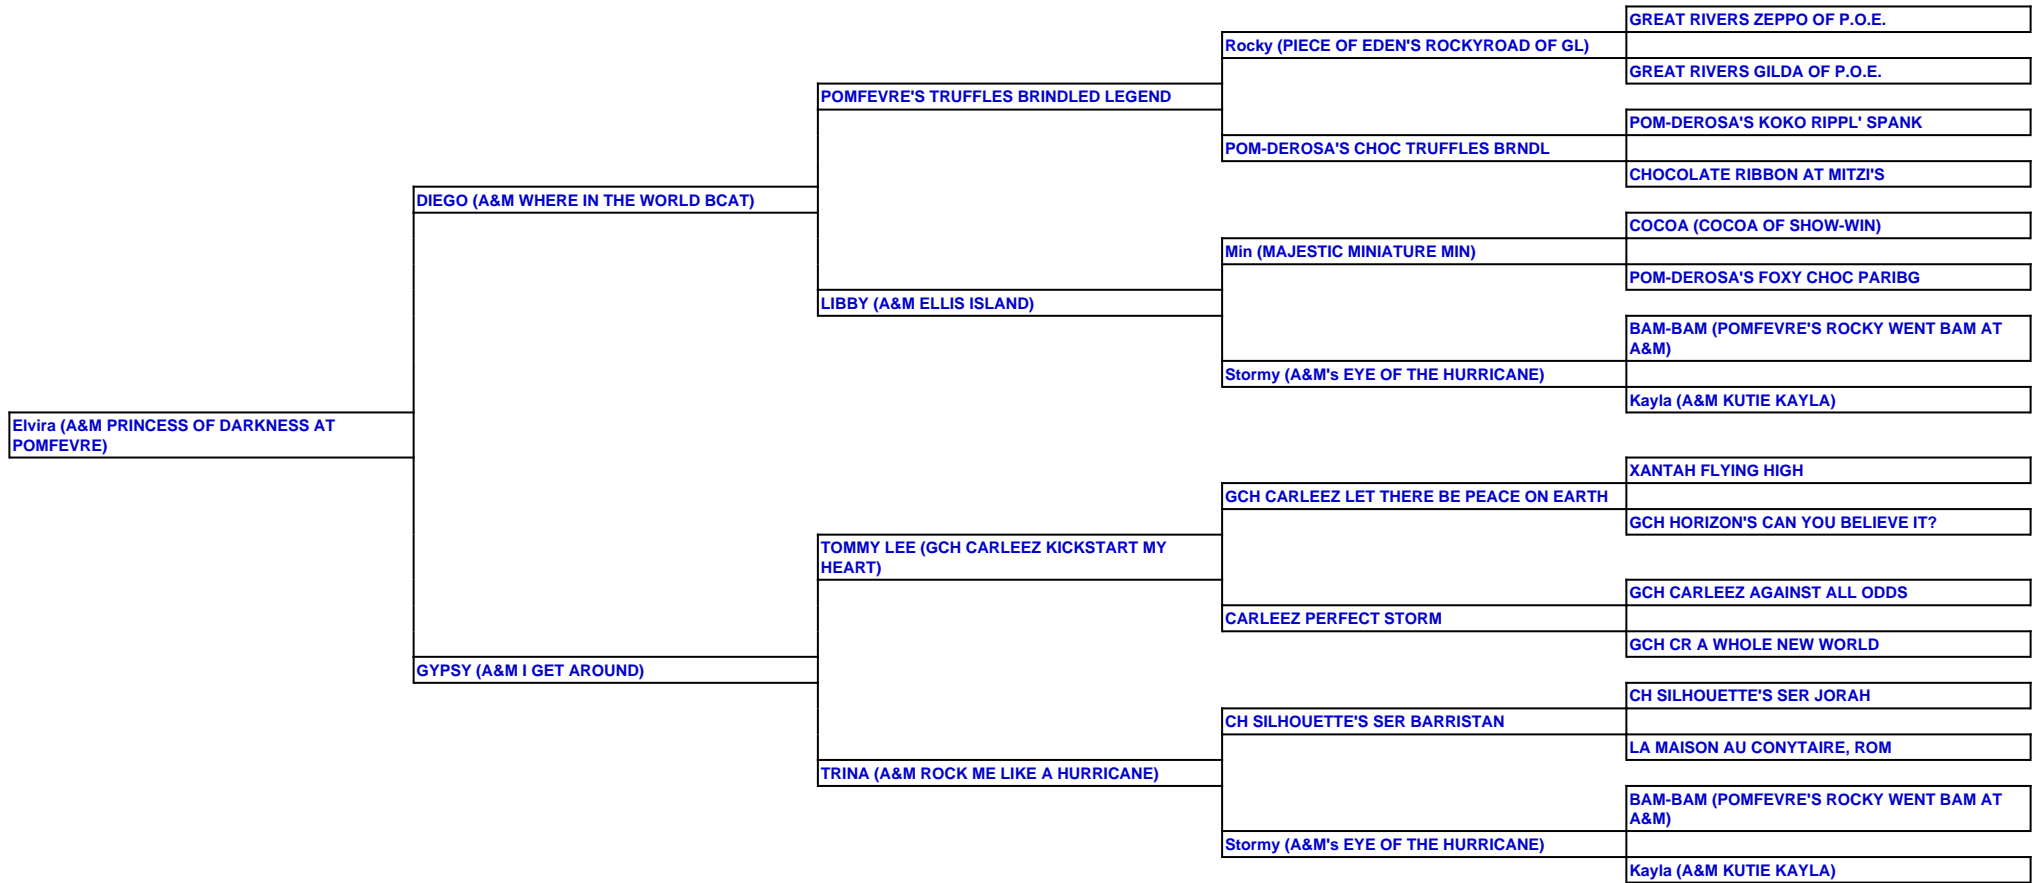 GREAT RIVERS ZEPPO OF P.O.E.
Rocky (PIECE OF EDEN'S ROCKYROAD OF GL)
GREAT RIVERS GILDA OF P.O.E.
POMFEVRE'S TRUFFLES BRINDLED LEGEND
POM-DEROSA'S KOKO RIPPL' SPANK
POM-DEROSA'S CHOC TRUFFLES BRNDL
CHOCOLATE RIBBON AT MITZI'S
DIEGO (A&M WHERE IN THE WORLD BCAT)
COCOA (COCOA OF SHOW-WIN)
Min (MAJESTIC MINIATURE MIN)
POM-DEROSA'S FOXY CHOC PARIBG
LIBBY (A&M ELLIS ISLAND)
BAM-BAM (POMFEVRE'S ROCKY WENT BAM AT
A&M)
Stormy (A&M's EYE OF THE HURRICANE)
Kayla (A&M KUTIE KAYLA)
Elvira (A&M PRINCESS OF DARKNESS AT
POMFEVRE)
XANTAH FLYING HIGH
GCH CARLEEZ LET THERE BE PEACE ON EARTH
GCH HORIZON'S CAN YOU BELIEVE IT?
TOMMY LEE (GCH CARLEEZ KICKSTART MY
HEART)
GCH CARLEEZ AGAINST ALL ODDS
CARLEEZ PERFECT STORM
GCH CR A WHOLE NEW WORLD
GYPSY (A&M I GET AROUND)
CH SILHOUETTE'S SER JORAH
CH SILHOUETTE'S SER BARRISTAN
LA MAISON AU CONYTAIRE, ROM
TRINA (A&M ROCK ME LIKE A HURRICANE)
BAM-BAM (POMFEVRE'S ROCKY WENT BAM AT
A&M)
Stormy (A&M's EYE OF THE HURRICANE)
Kayla (A&M KUTIE KAYLA)